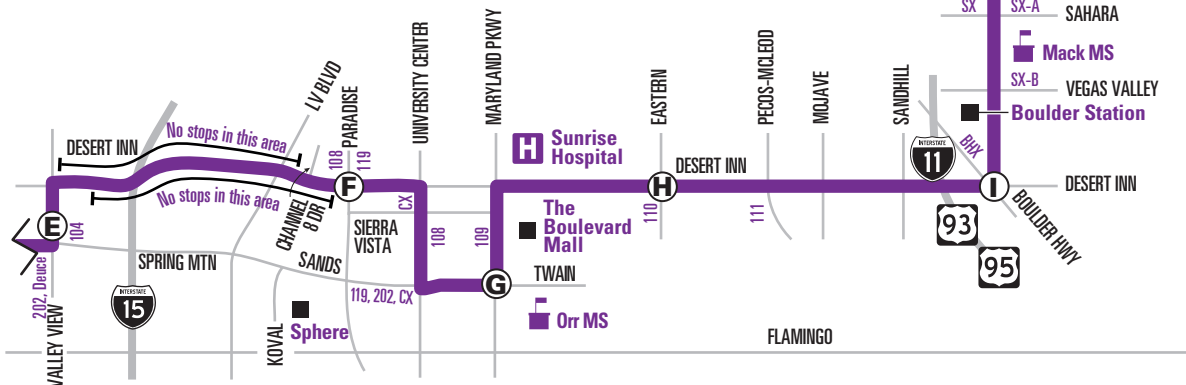 SX
SX-A
SAHARA
Mack MS
SX-B
VEGAS VALLEY
Boulder Station
BHX
INTERSTATE
11
LV BLVD
PARADISE
UNIVERSITY CENTER
MARYLAND PKWY
EASTERN
PECOS-MCLEOD
MOJAVE
SANDHILL
No stops in this area
DESERT INN
108
119
H
Sunrise
Hospital
DESERT INN
F
H
I
DESERT INN
No stops in this area
CHANNEL
8 DR
CX
110
111
BOULDER HWY
E
104
SIERRA
VISTA
108
109
The
Boulevard
Mall
93
95
SPRING MTN
SANDS
G
TWAIN
202, Deuce
INTERSTATE
15
119, 202, CX
Orr MS
Sphere
KOVAL
VALLEY VIEW
FLAMINGO